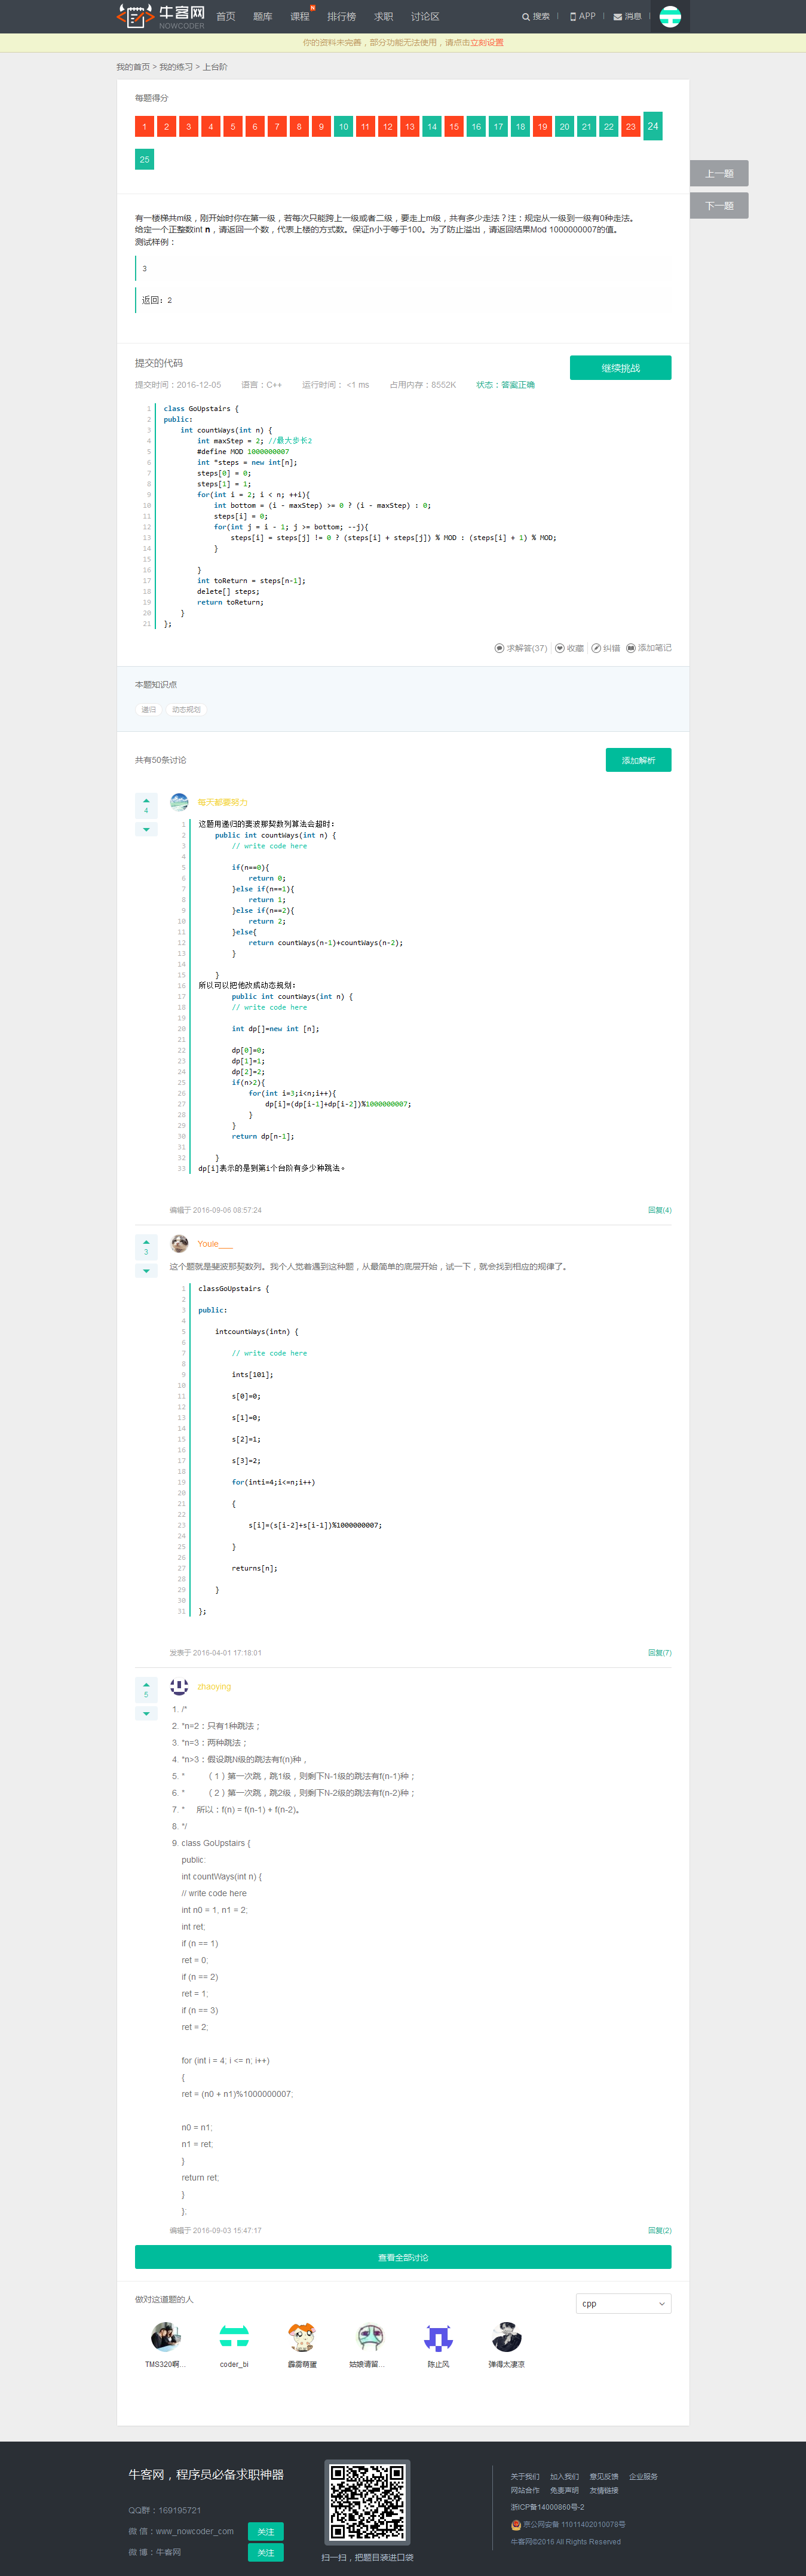 牛客网
NOWCODER
首页 题库 课程 N 排行榜 求职 讨论区 搜索 APP 消息
你的资料未完善，部分功能无法使用，请点击立刻设置
我的首页 > 我的练习 > 上台阶
每题得分
1 2 3 4 5 6 7 8 9 10 11 12 13 14 15 16 17 18 19 20 21 22 23 24
25
上一题
下一题
有一楼梯共m级，刚开始时你在第一级，若每次只能跨上一级或者二级，要走上m级，共有多少走法？注：规定从一级到一级有0种走法。
给定一个正整数int n，请返回一个数，代表上楼的方式数。保证n小于等于100。为了防止溢出，请返回结果Mod 1000000007的值。
测试样例：
3
返回：2
提交的代码
继续挑战
提交时间：2016-12-05 语言：C++ 运行时间： <1 ms 占用内存：8552K 状态：答案正确
1 class GoUpstairs {
2 public:
3 int countWays(int n) {
4 int maxStep = 2; //最大步长2
5 #define MOD 1000000007
6 int *steps = new int[n];
7 steps[0] = 0;
8 steps[1] = 1;
9 for(int i = 2; i < n; ++i){
10 int bottom = (i - maxStep) >= 0 ? (i - maxStep) : 0;
11 steps[i] = 0;
12 for(int j = i - 1; j >= bottom; --j){
13 steps[i] = steps[j] != 0 ? (steps[i] + steps[j]) % MOD : (steps[i] + 1) % MOD;
14 }
15
16 }
17 int toReturn = steps[n-1];
18 delete[] steps;
19 return toReturn;
20 }
21 };
求解答(37) 收藏 纠错 添加笔记
本题知识点
递归 动态规划
共有50条讨论
添加解析
4
每天都要努力
1 这题用递归的斐波那契数列算法会超时：
2 public int countWays(int n) {
3 // write code here
4
5 if(n==0){
6 return 0;
7 }else if(n==1){
8 return 1;
9 }else if(n==2){
10 return 2;
11 }else{
12 return countWays(n-1)+countWays(n-2);
13 }
14
15 }
16 所以可以把他改成动态规划：
17 public int countWays(int n) {
18 // write code here
19
20 int dp[]=new int [n];
21
22 dp[0]=0;
23 dp[1]=1;
24 dp[2]=2;
25 if(n>2){
26 for(int i=3;i<n;i++){
27 dp[i]=(dp[i-1]+dp[i-2])%1000000007;
28 }
29 }
30 return dp[n-1];
31
32 }
33 dp[i]表示的是到第i个台阶有多少种跳法。
编辑于 2016-09-06 08:57:24 回复(4)
3
Youie___
这个题就是斐波那契数列。我个人觉着遇到这种题，从最简单的底层开始，试一下，就会找到相应的规律了。
1 classGoUpstairs {
2
3 public:
4
5 intcountWays(intn) {
6
7 // write code here
8
9 ints[101];
10
11 s[0]=0;
12
13 s[1]=0;
14
15 s[2]=1;
16
17 s[3]=2;
18
19 for(inti=4;i<=n;i++)
20
21 {
22
23 s[i]=(s[i-2]+s[i-1])%1000000007;
24
25 }
26
27 returns[n];
28
29 }
30
31 };
发表于 2016-04-01 17:18:01 回复(7)
5
zhaoying
1. /*
2. *n=2：只有1种跳法；
3. *n=3：两种跳法；
4. *n>3：假设跳N级的跳法有f(n)种，
5. * （1）第一次跳，跳1级，则剩下N-1级的跳法有f(n-1)种；
6. * （2）第一次跳，跳2级，则剩下N-2级的跳法有f(n-2)种；
7. * 所以：f(n) = f(n-1) + f(n-2)。
8. */
9. class GoUpstairs {
public:
int countWays(int n) {
// write code here
int n0 = 1, n1 = 2;
int ret;
if (n == 1)
ret = 0;
if (n == 2)
ret = 1;
if (n == 3)
ret = 2;
for (int i = 4; i <= n; i++)
{
ret = (n0 + n1)%1000000007;
n0 = n1;
n1 = ret;
}
return ret;
}
};
编辑于 2016-09-03 15:47:17 回复(2)
查看全部讨论
做对这道题的人
cpp
TMS320啊... coder_bi 霹雳萌蜜 姑娘请留... 陈止风 弹得太凄凉
牛客网，程序员必备求职神器
QQ群：169195721
微 信：www_nowcoder_com 关注
微 博：牛客网 关注
扫一扫，把题目装进口袋
关于我们 加入我们 意见反馈 企业服务
网站合作 免责声明 友情链接
浙ICP备14000860号-2
京公网安备 11011402010078号
牛客网©2016 All Rights Reserved